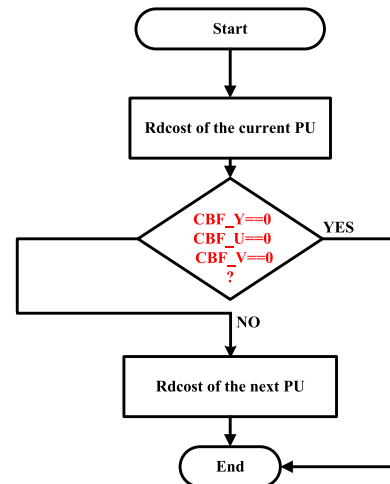 Start
Rdcost of the current PU
CBF_Y==0
CBF_U==0
CBF_V==0
?
YES
NO
Rdcost of the next PU
End